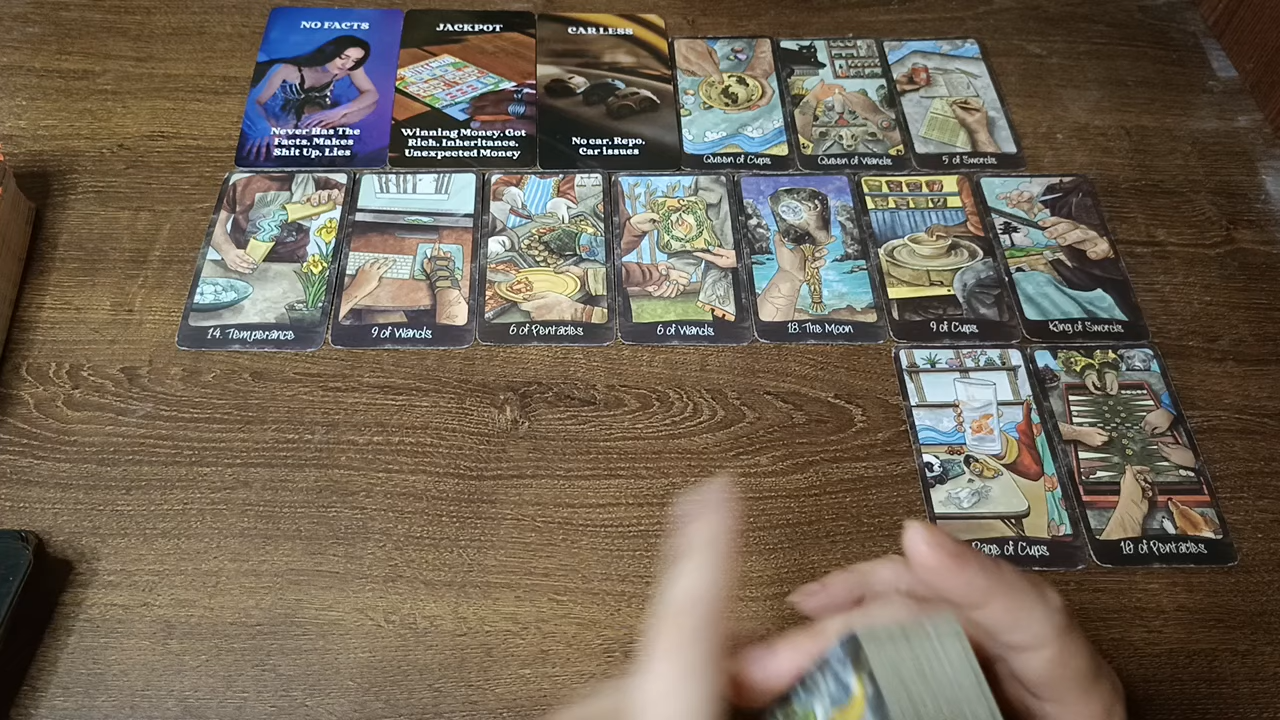 NO FACTS
Never Has The
Facts, Makes
Shit Up, Lies
JACKPOT
Winning Money, Got
Rich, Inheritance,
Unexpected Money
CARLESS
No car, Repo,
Car issues
Queen of Cups
Queen of Wands
5 of Swords
14. Temperance
9 of Wands
6 of Pentacles
6 of Wands
18. The Moon
9 of Cups
King of Swords
Page of Cups
10 of Pentacles